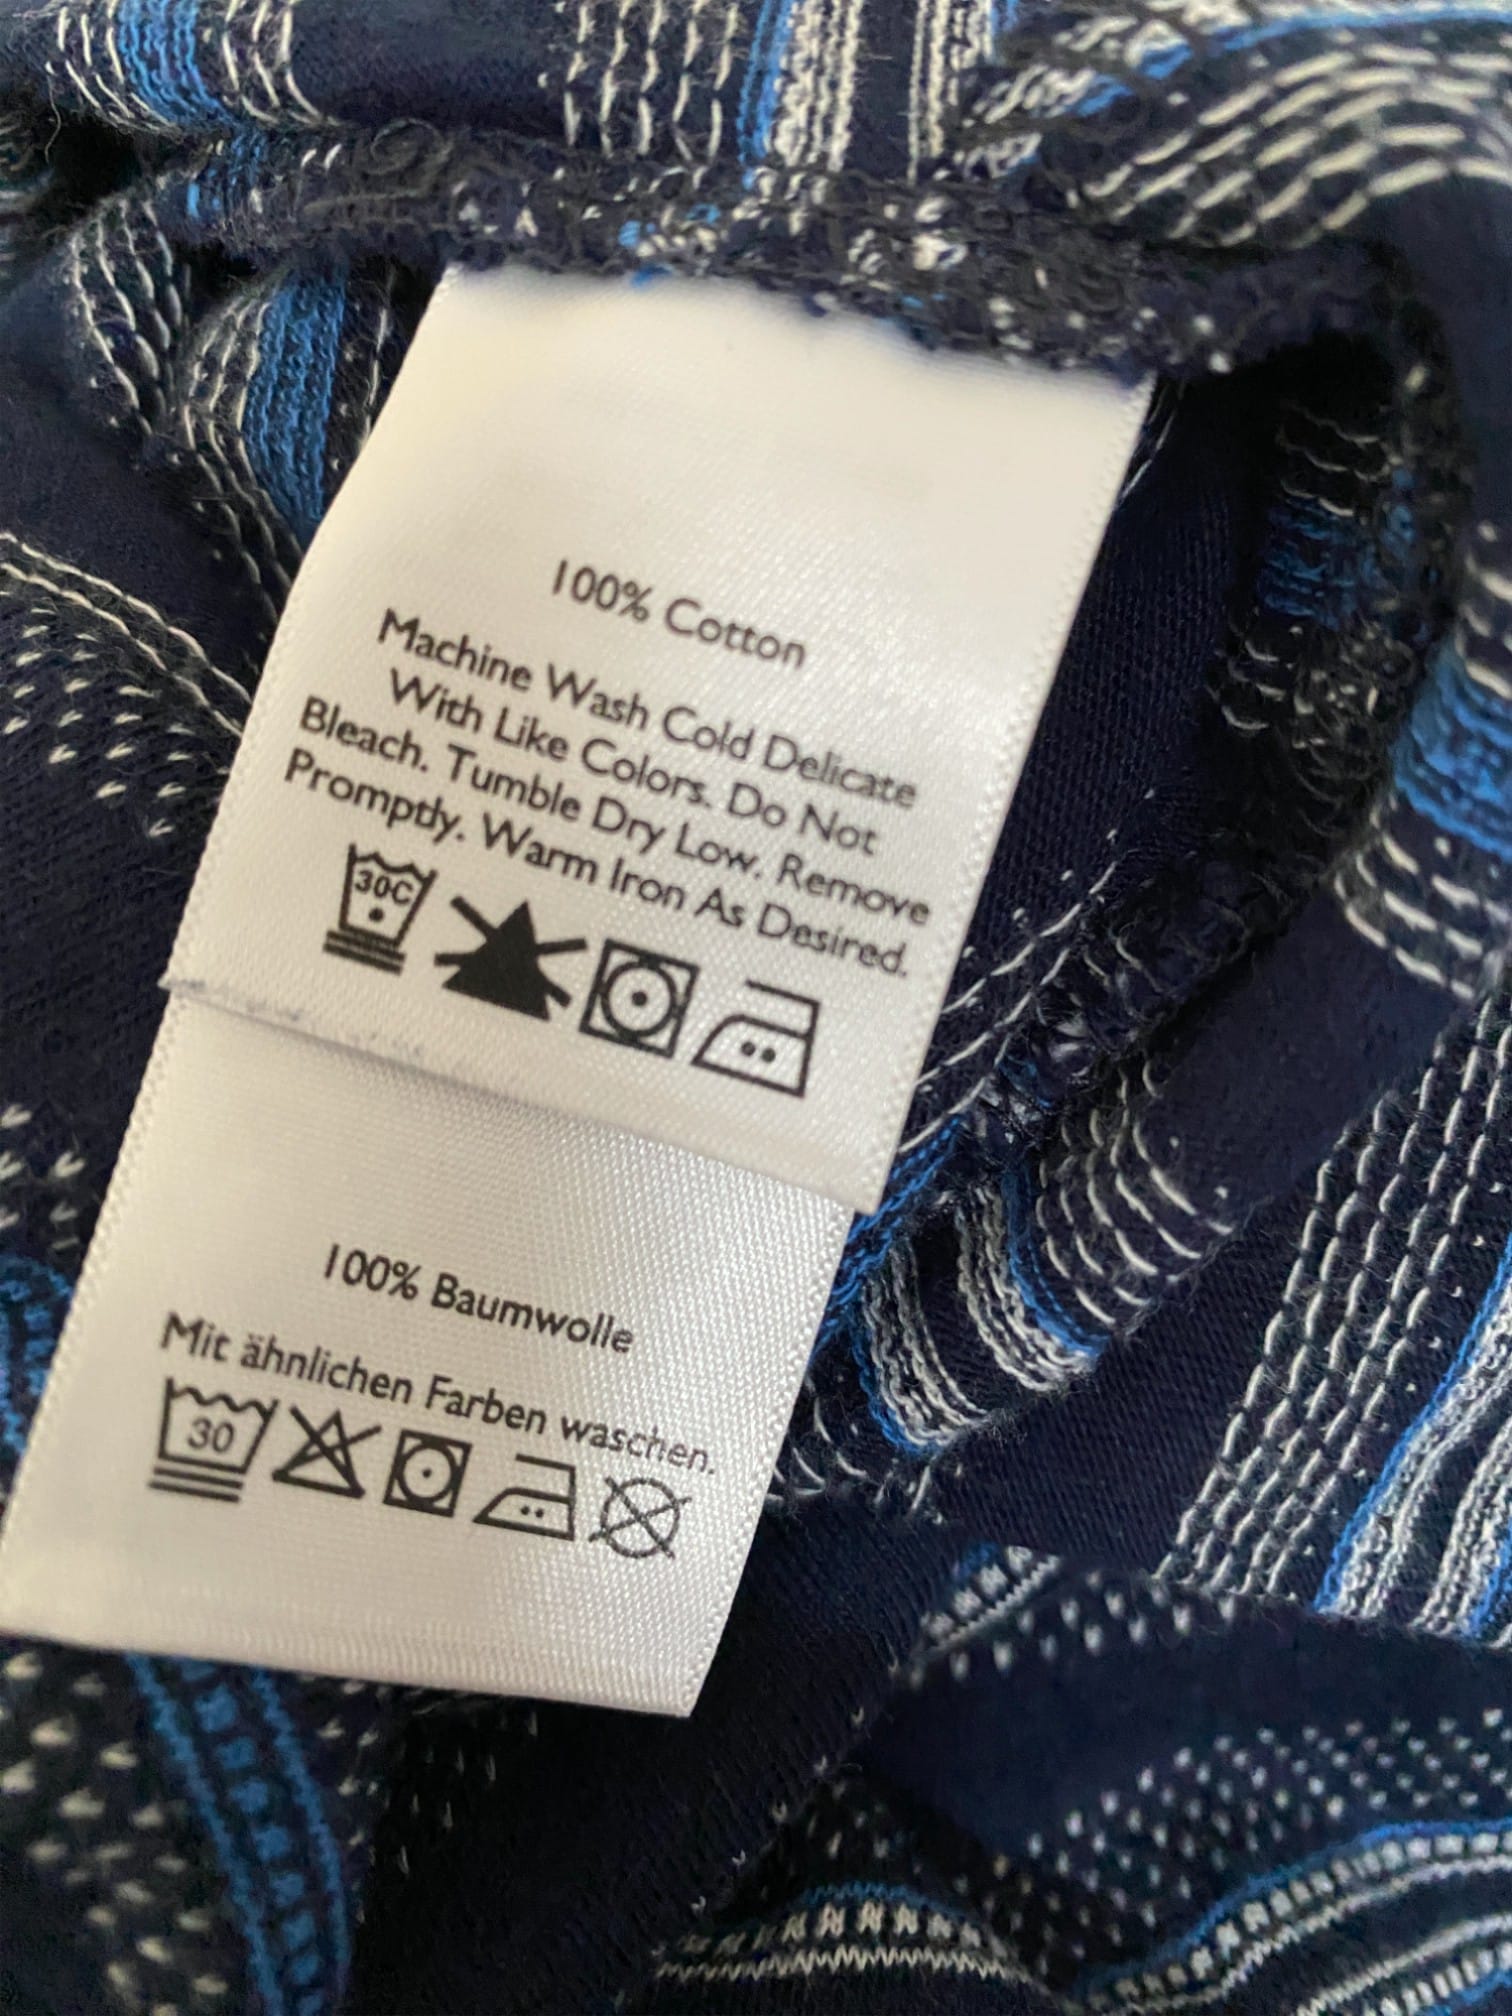 100% Cotton
Machine Wash Cold Delicate
With Like Colors. Do Not
Bleach. Tumble Dry Low. Remove
Promptly. Warm Iron As Desired.
30C
100% Baumwolle
Mit ähnlichen Farben waschen.
30